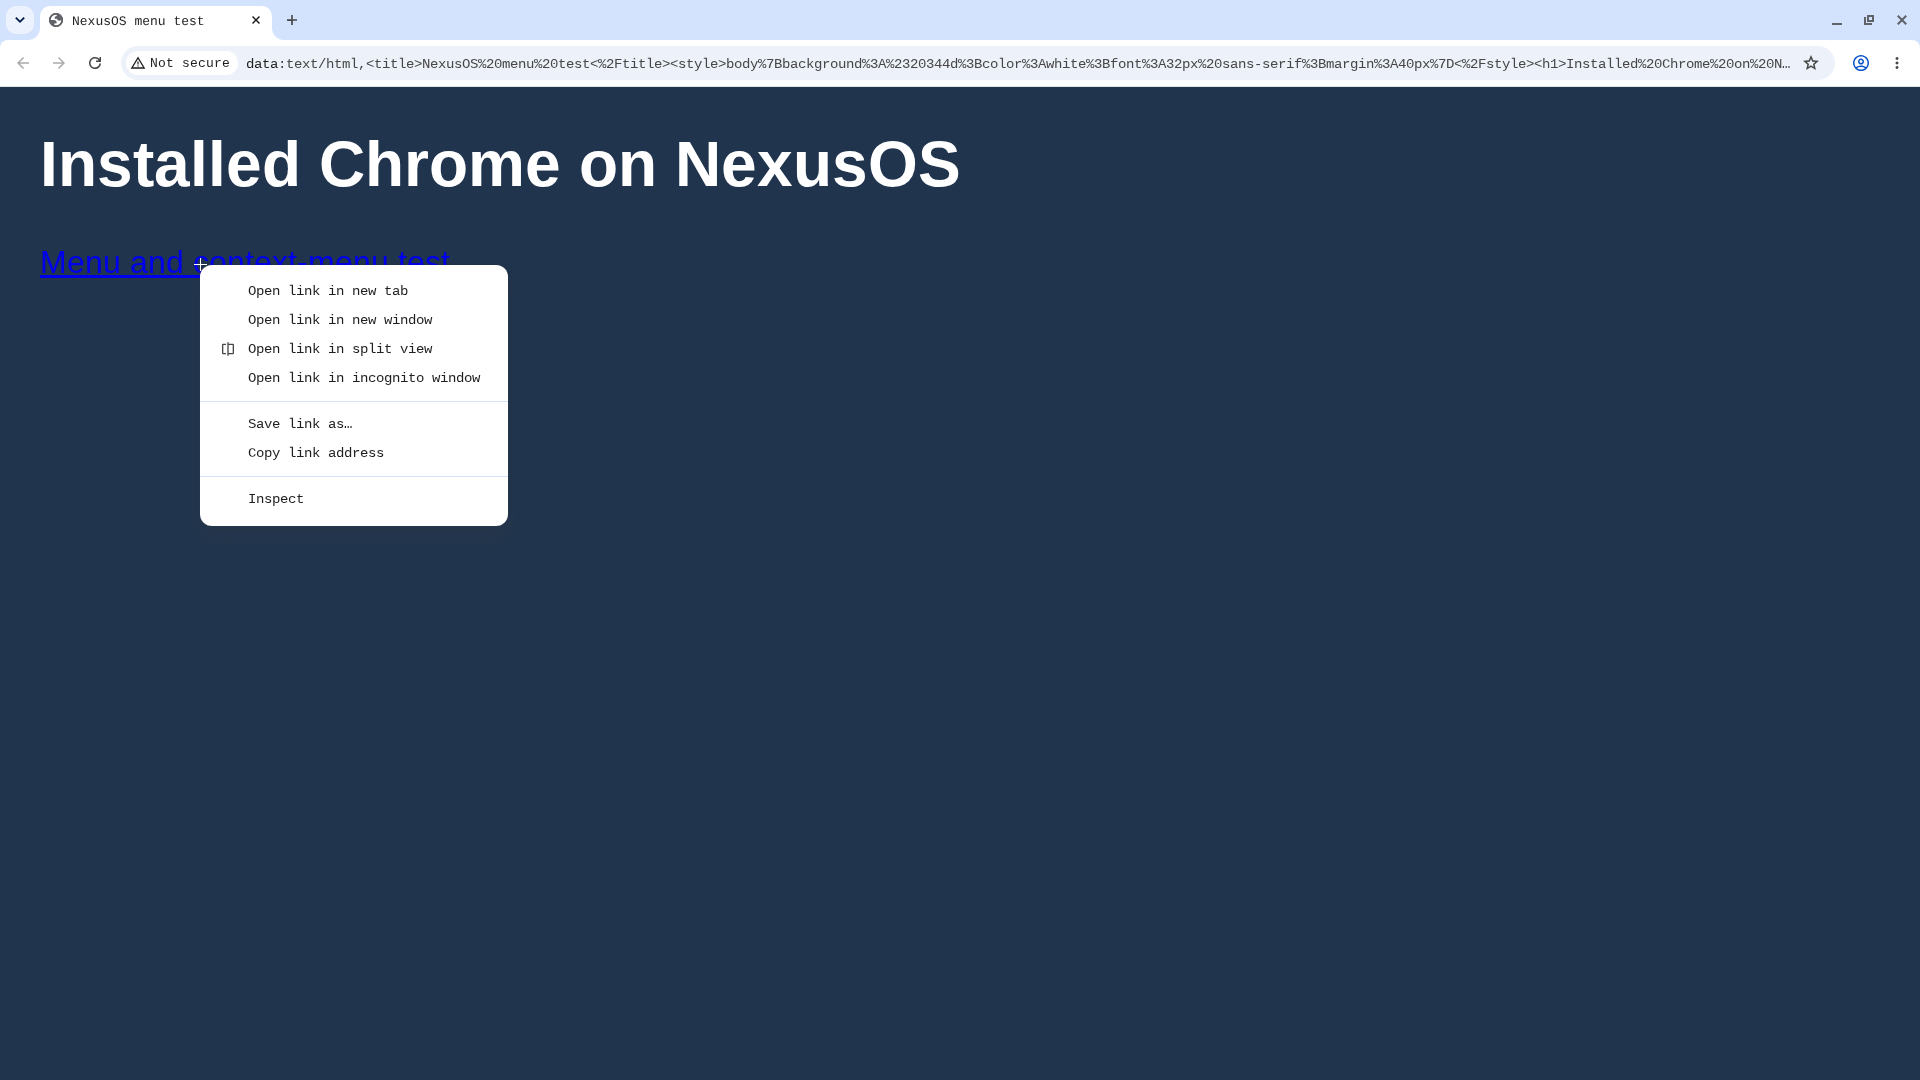 NexusOS menu test
Not secure
data:text/html,<title>NexusOS%20menu%20test<%2Ftitle><style>body%7Bbackground%3A%2320344d%3Bcolor%3Awhite%3Bfont%3A32px%20sans-serif%3Bmargin%3A40px%7D<%2Fstyle><h1>Installed%20Chrome%20on%20N…
Installed Chrome on NexusOS
Menu and context-menu test
Open link in new tab
Open link in new window
Open link in split view
Open link in incognito window
Save link as…
Copy link address
Inspect